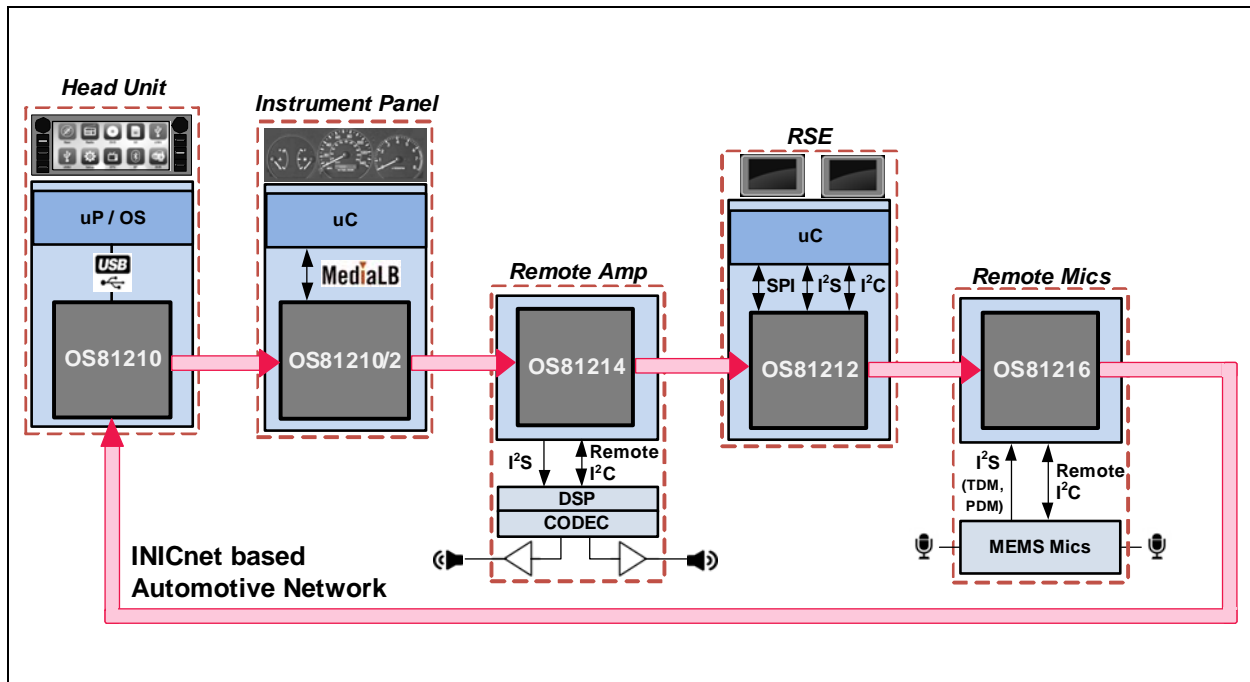 Head Unit
uP / OS
USB
OS81210
Instrument Panel
uC
MediaLB
OS81210/2
Remote Amp
OS81214
I²S
Remote
I²C
DSP
CODEC
RSE
uC
SPI
I²S
I²C
OS81212
Remote Mics
OS81216
I²S
(TDM,
PDM)
Remote
I²C
MEMS Mics
INICnet based
Automotive Network